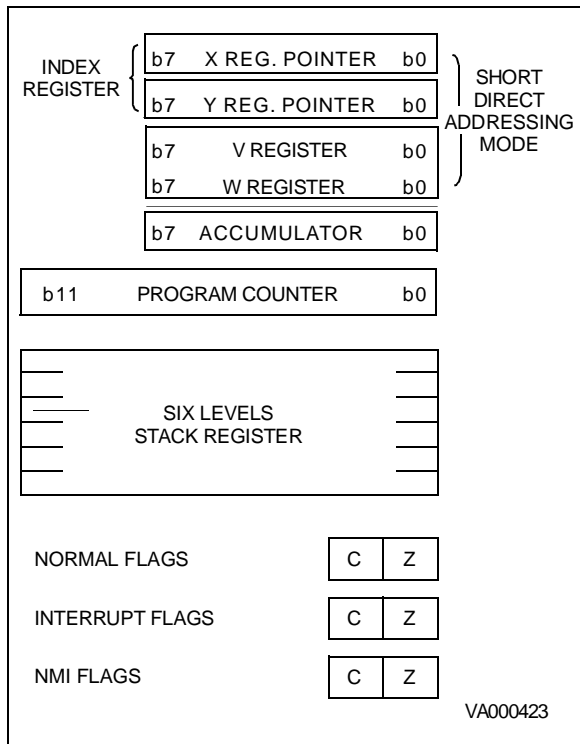 INDEX
REGISTER
b7 X REG. POINTER b0
b7 Y REG. POINTER b0
b7 V REGISTER b0
b7 W REGISTER b0
SHORT
DIRECT
ADDRESSING
MODE
b7 ACCUMULATOR b0
b11 PROGRAM COUNTER b0
SIX LEVELS
STACK REGISTER
NORMAL FLAGS C Z
INTERRUPT FLAGS C Z
NMI FLAGS C Z
VA000423